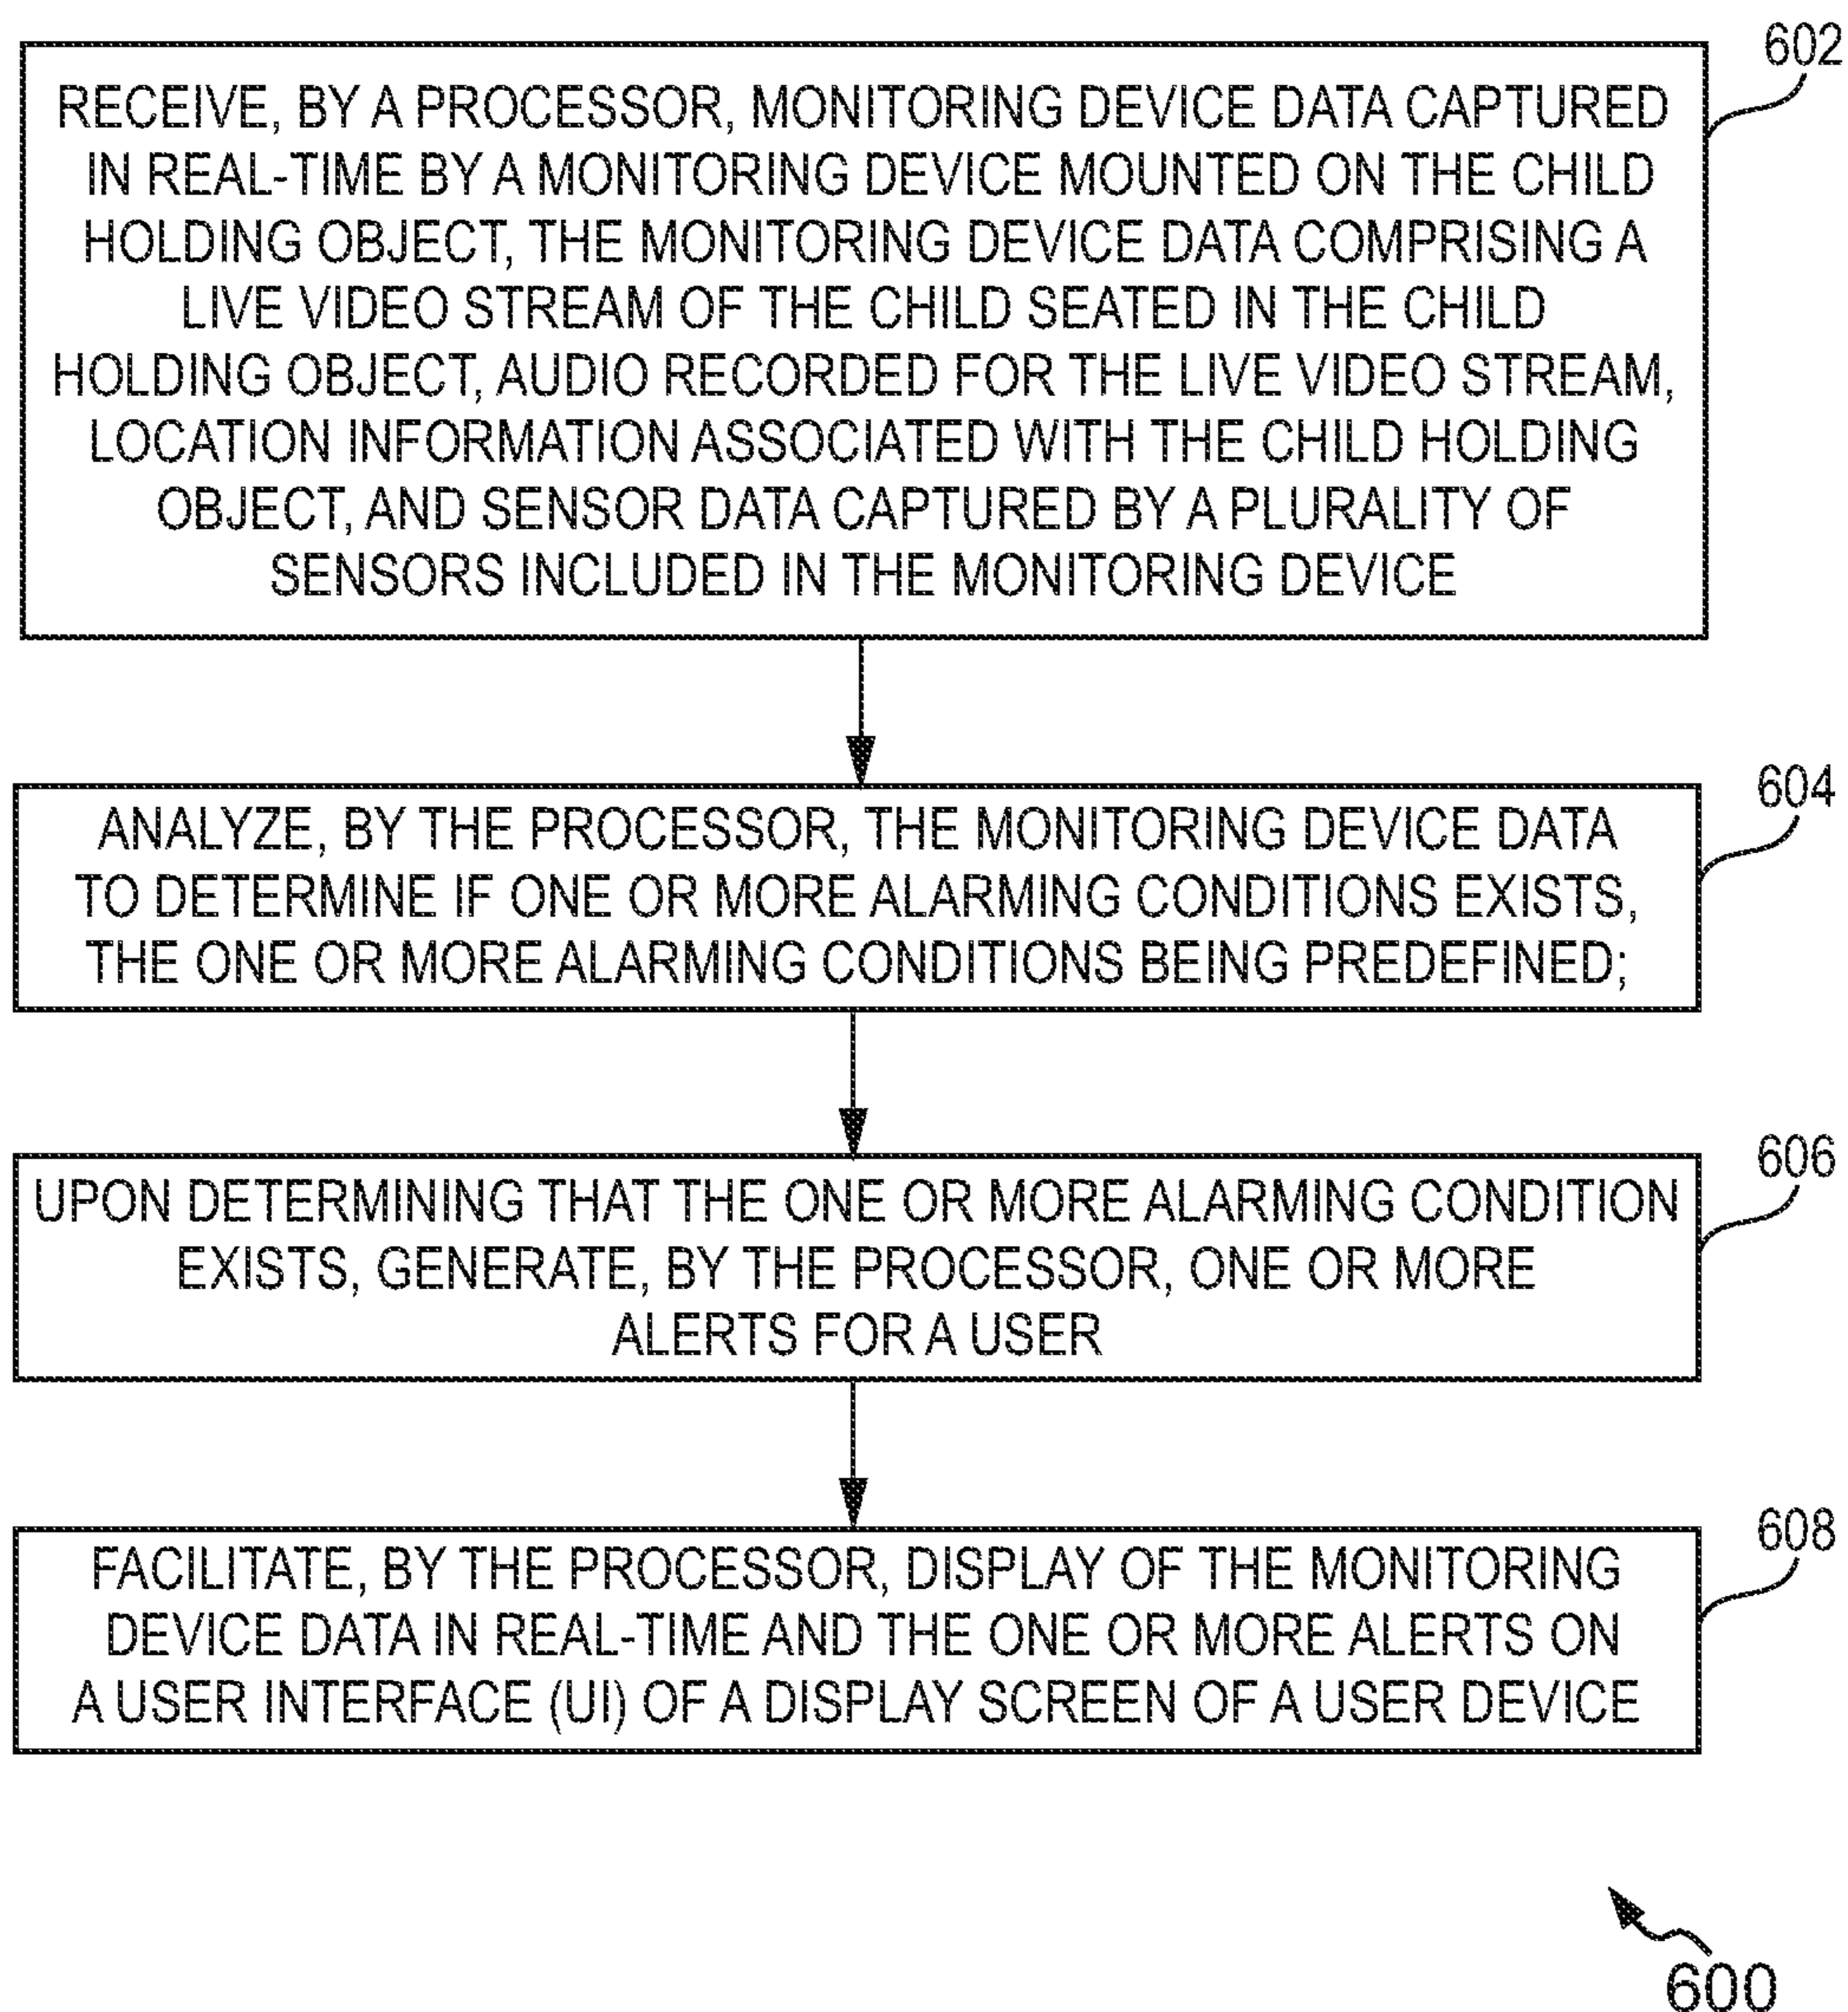 602
RECEIVE, BY A PROCESSOR, MONITORING DEVICE DATA CAPTURED
IN REAL-TIME BY A MONITORING DEVICE MOUNTED ON THE CHILD
HOLDING OBJECT, THE MONITORING DEVICE DATA COMPRISING A
LIVE VIDEO STREAM OF THE CHILD SEATED IN THE CHILD
HOLDING OBJECT, AUDIO RECORDED FOR THE LIVE VIDEO STREAM,
LOCATION INFORMATION ASSOCIATED WITH THE CHILD HOLDING
OBJECT, AND SENSOR DATA CAPTURED BY A PLURALITY OF
SENSORS INCLUDED IN THE MONITORING DEVICE
604
ANALYZE, BY THE PROCESSOR, THE MONITORING DEVICE DATA
TO DETERMINE IF ONE OR MORE ALARMING CONDITIONS EXISTS,
THE ONE OR MORE ALARMING CONDITIONS BEING PREDEFINED;
606
UPON DETERMINING THAT THE ONE OR MORE ALARMING CONDITION
EXISTS, GENERATE, BY THE PROCESSOR, ONE OR MORE
ALERTS FOR A USER
608
FACILITATE, BY THE PROCESSOR, DISPLAY OF THE MONITORING
DEVICE DATA IN REAL-TIME AND THE ONE OR MORE ALERTS ON
A USER INTERFACE (UI) OF A DISPLAY SCREEN OF A USER DEVICE
600